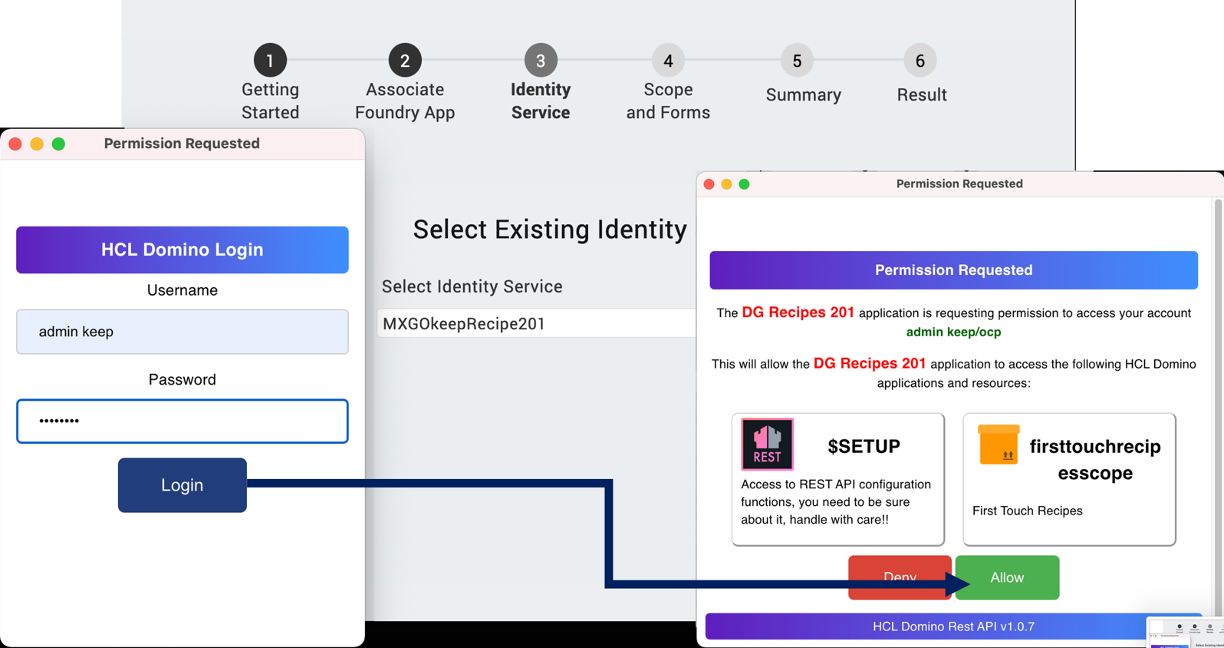 1
2
3
4
5
6
Getting
Started
Associate
Foundry App
Identity
Service
Scope
and Forms
Summary
Result
Permission Requested
HCL Domino Login
Username
admin keep
Password
••••••••
Login
Select Existing Identity
Select Identity Service
MXGOkeepRecipe201
Permission Requested
Permission Requested
The DG Recipes 201 application is requesting permission to access your account
admin keep/ocp
This will allow the DG Recipes 201 application to access the following HCL Domino
applications and resources:
REST
$SETUP
Access to REST API configuration
functions, you need to be sure
about it, handle with care!!
firsttouchrecip
esscope
First Touch Recipes
Deny
Allow
HCL Domino Rest API v1.0.7